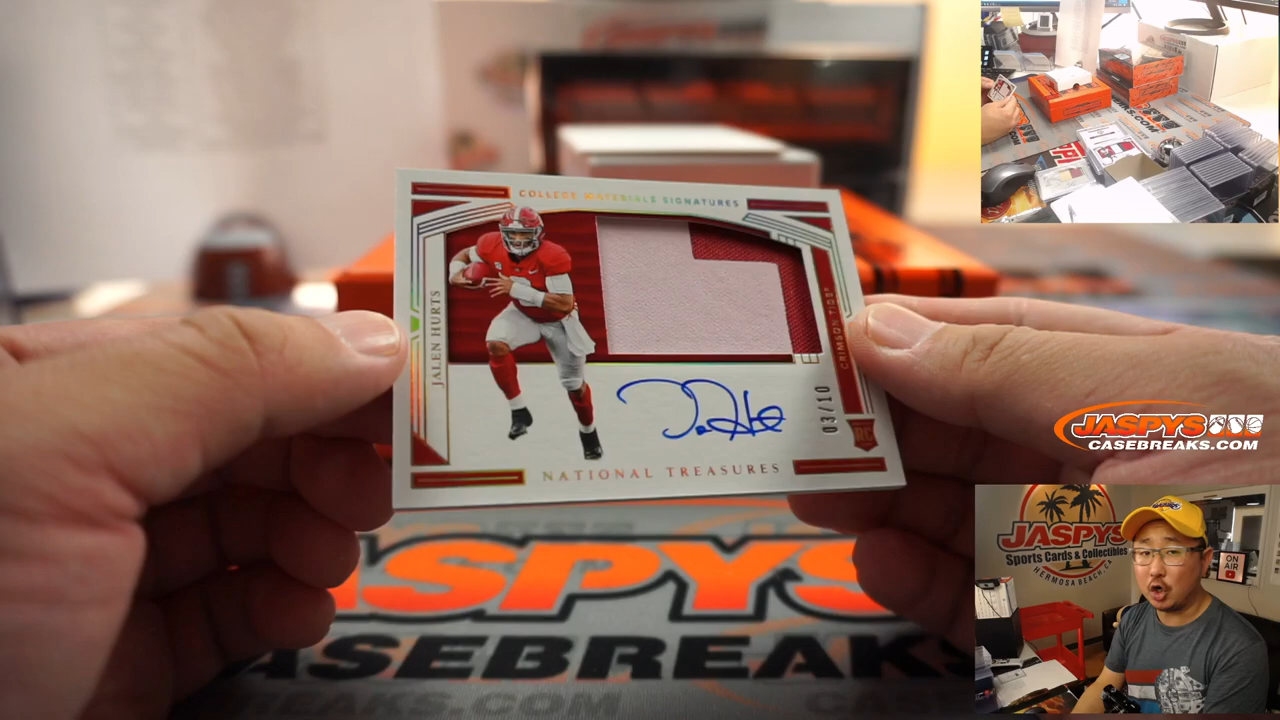 COLLEGE MATERIALS SIGNATURES
JALEN HURTS
CRIMSON TIDE
03/10
RC
NATIONAL TREASURES
JASPYS
CASEBREAKS.COM
JASPYS
CASEBREAKS
JASPYS
Sports Cards & Collectibles
HERMOSA BEACH, CA
ON
AIR